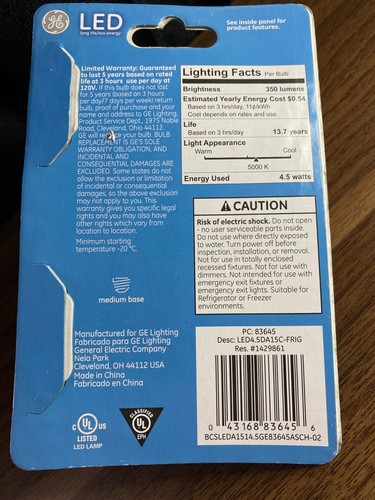 GE
LED
long life/low energy
See inside panel for
product features.
Limited Warranty: Guaranteed
to last 5 years based on rated
life at 3 hours use per day at
120V. If this bulb does not last
for 5 years (based on 3 hours
per day/7 days per week) return
bulb, proof of purchase and your
name and address to GE Lighting,
Product Service Dept., 1975 Noble
Road, Cleveland, Ohio 44112.
GE will your bulb. BULB
REPLACEMENT IS GE'S SOLE
WARRANTY OBLIGATION, AND
INCIDENTAL AND
CONSEQUENTIAL DAMAGES ARE
EXCLUDED. Some states do not
allow the exclusion or limitation
of incidental or consequential
damages, so the above exclusion
may not apply to you. This
warranty gives you specific legal
rights and you may also have
other rights which vary from
location to location.
Minimum starting
temperature -20 °C.
medium base
Manufactured for GE Lighting
Fabricado para GE Lighting
General Electric Company
Nela Park
Cleveland, OH 44112 USA
Made in China
Fabricado en China
C UL US
LISTED
LED LAMP
CLASSIFIED
UL
EPH
Lighting Facts Per Bulb
Brightness 350 lumens
Estimated Yearly Energy Cost $0.54
Based on 3 hrs/day, 11¢/kWh
Cost depends on rates and use
Life
Based on 3 hrs/day 13.7 years
Light Appearance
Warm Cool
5000 K
Energy Used 4.5 watts
CAUTION
Risk of electric shock. Do not open
- no user serviceable parts inside.
Do not use where directly exposed
to water. Turn power off before
inspection, installation, or removal.
Not for use in totally enclosed
recessed fixtures. Not for use with
dimmers. Not intended for use with
emergency exit fixtures or
emergency exit lights. Suitable for
Refrigerator or Freezer
environments.
PC: 83645
Desc: LED4.5DA15C-FRIG
Res. #1429861
0 43168 83645 6
BCSLEDA1514.5GE83645ASCH-02